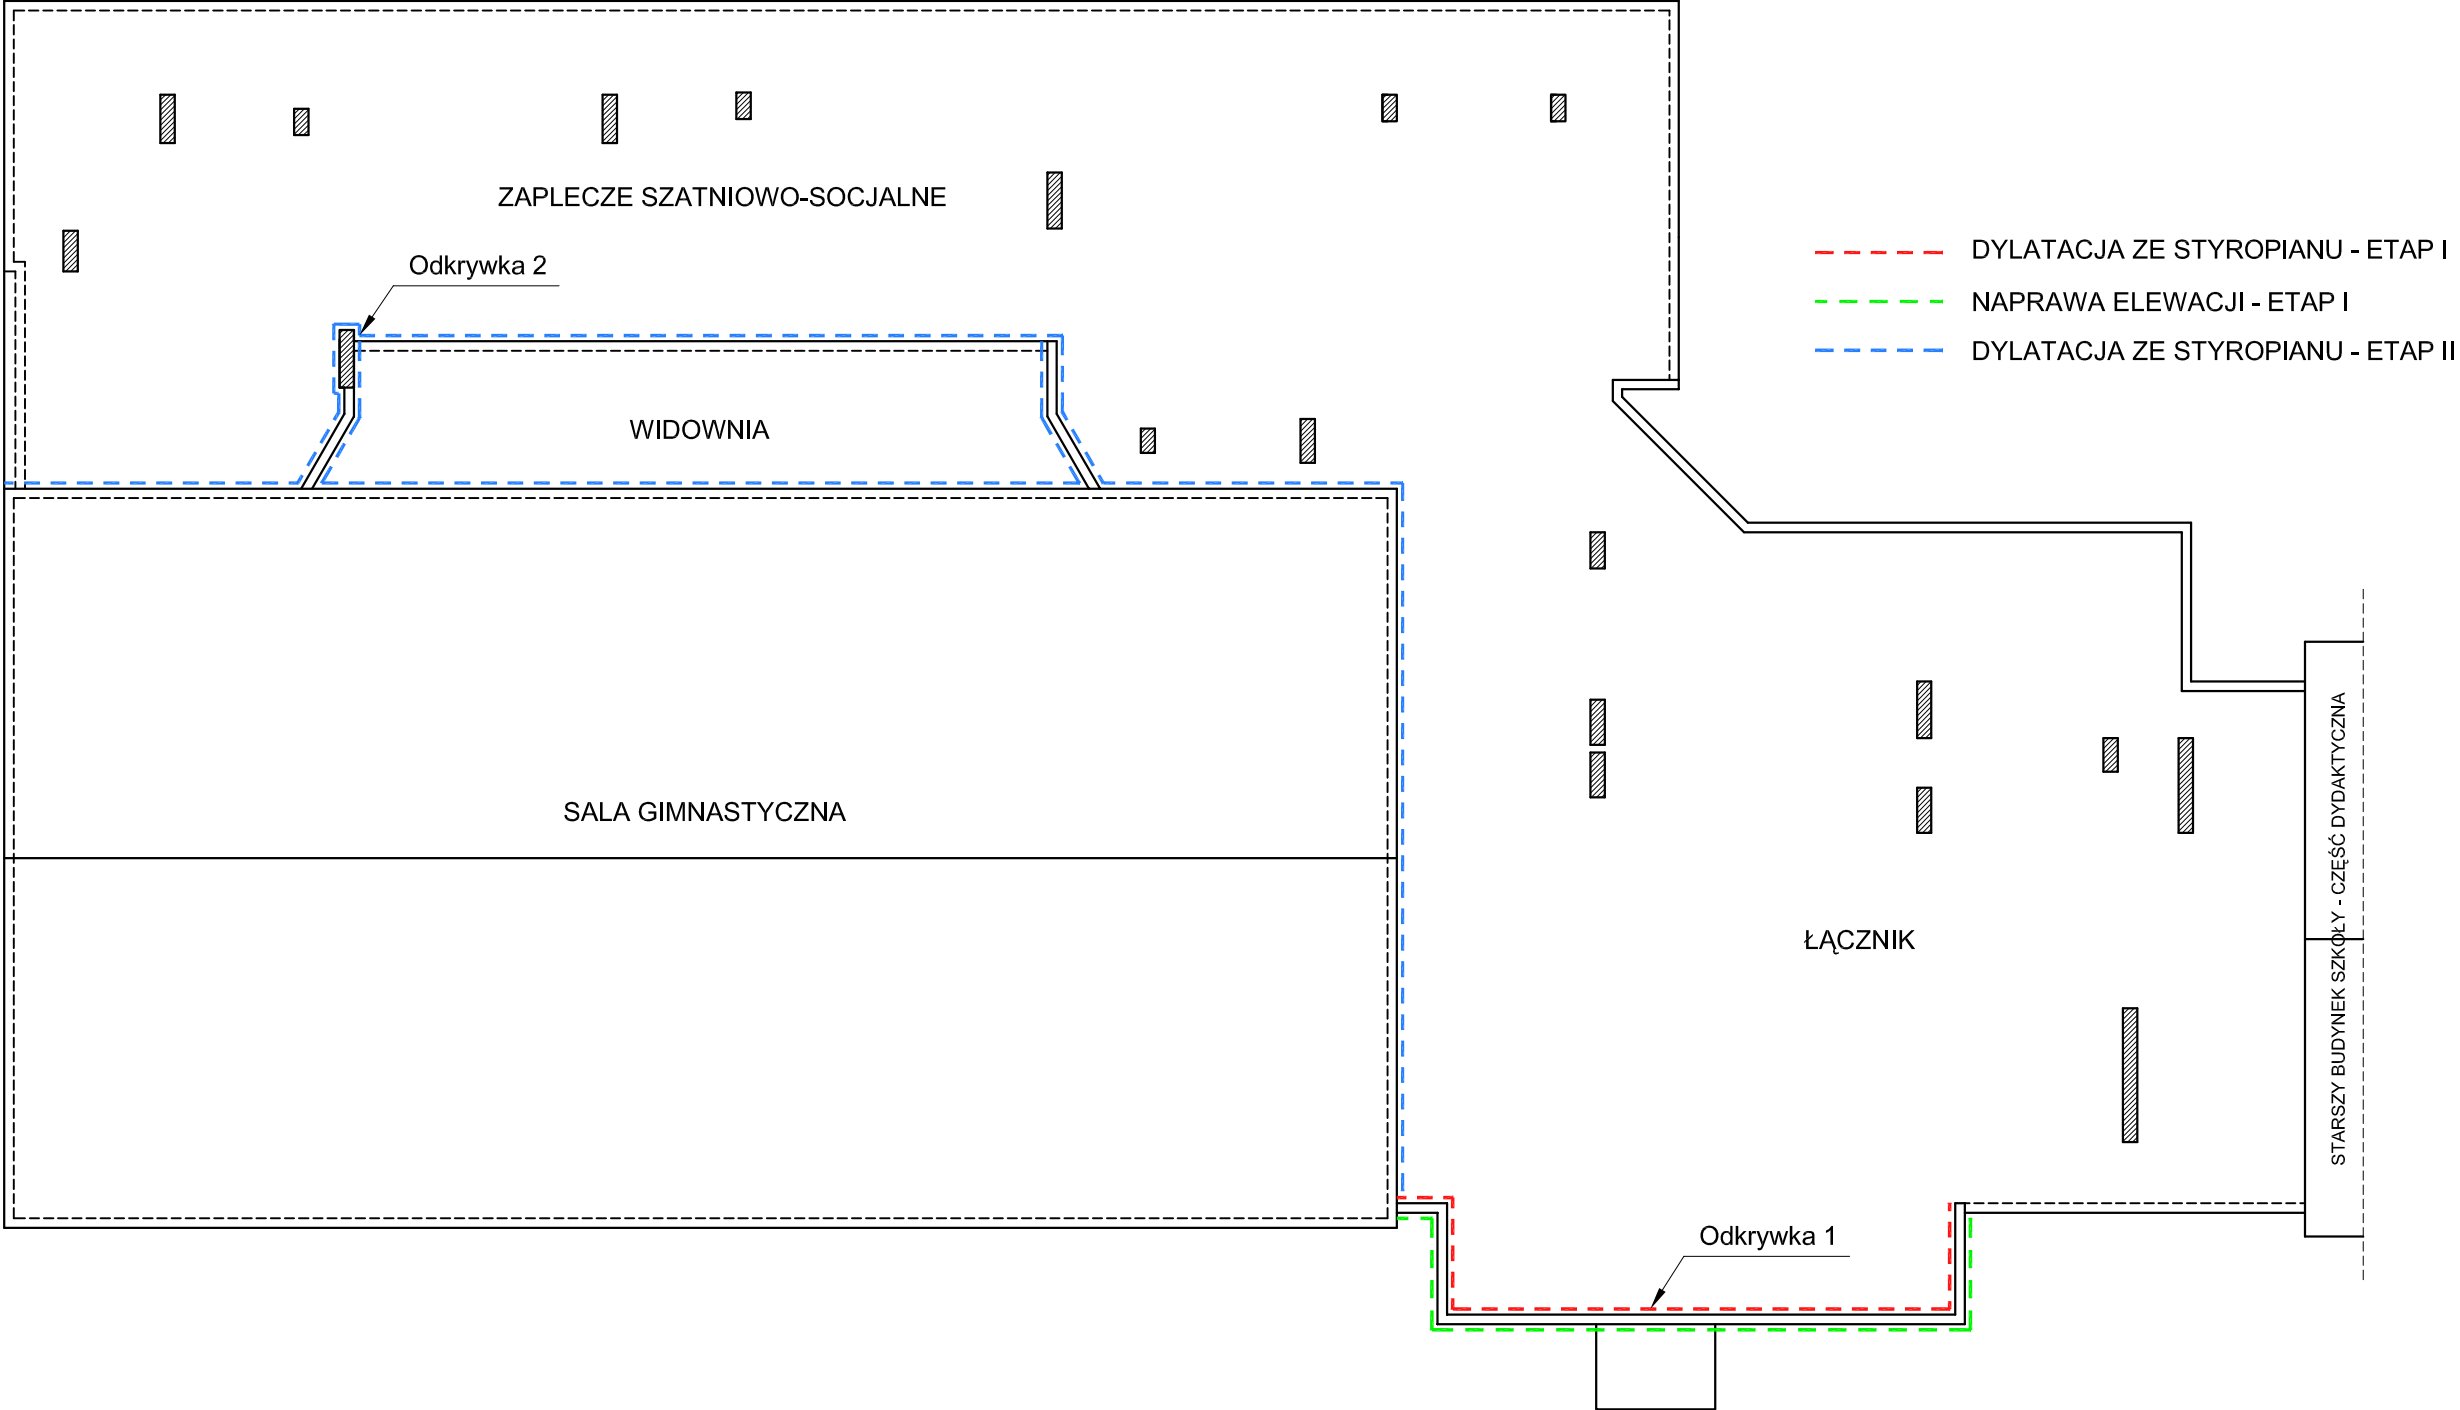 ZAPLECZE SZATNIOWO-SOCJALNE
Odkrywka 2
DYLATACJA ZE STYROPIANU - ETAP I
NAPRAWA ELEWACJI - ETAP I
DYLATACJA ZE STYROPIANU - ETAP II
WIDOWNIA
SALA GIMNASTYCZNA
ŁĄCZNIK
STARSZY BUDYNEK SZKOŁY - CZĘŚĆ DYDAKTYCZNA
Odkrywka 1